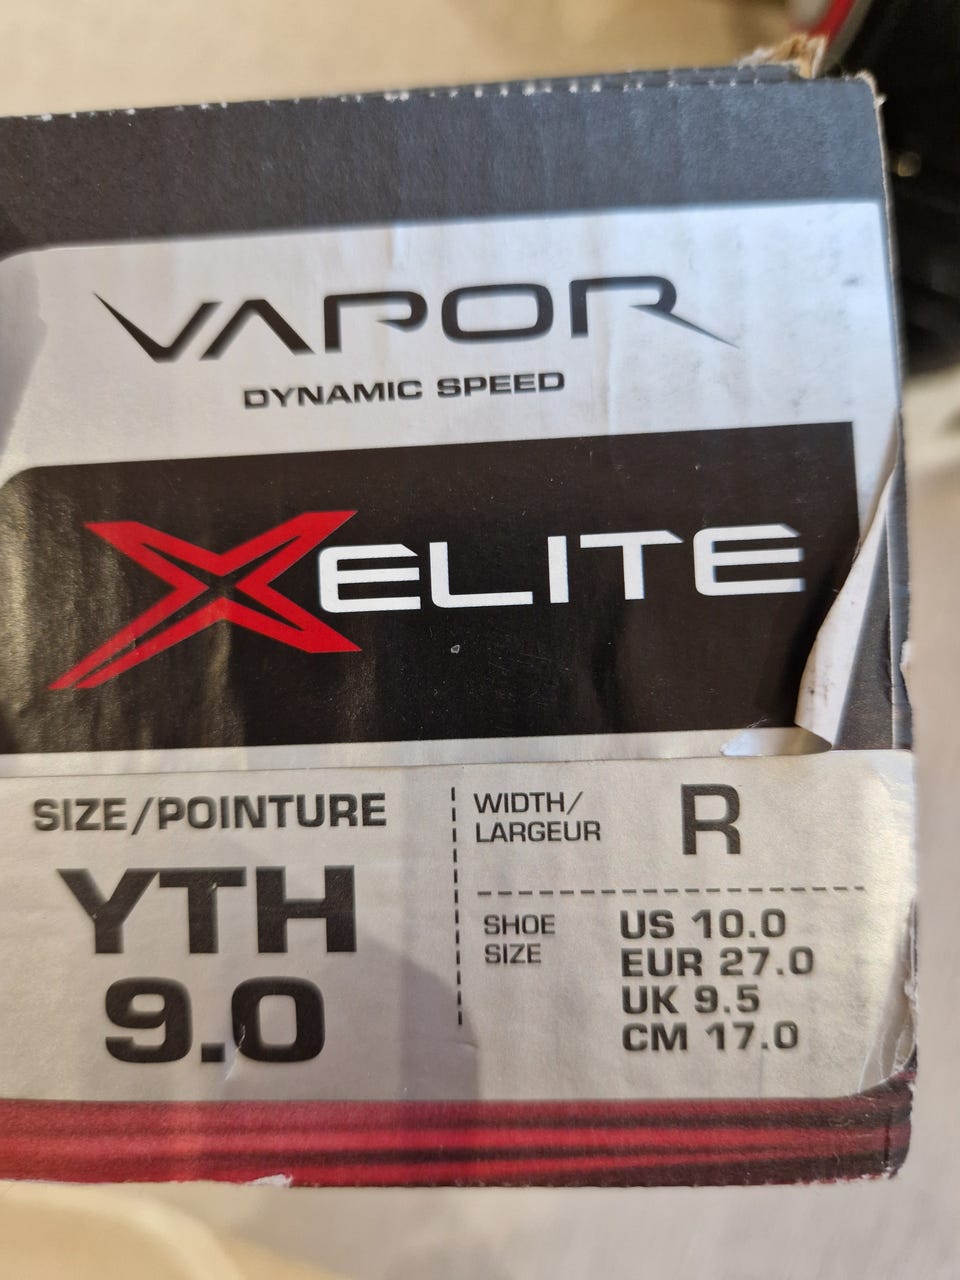 VAPOR
DYNAMIC SPEED
XELITE
SIZE/POINTURE
YTH
9.0
WIDTH/
LARGEUR
R
SHOE
SIZE
US 10.0
EUR 27.0
UK 9.5
CM 17.0